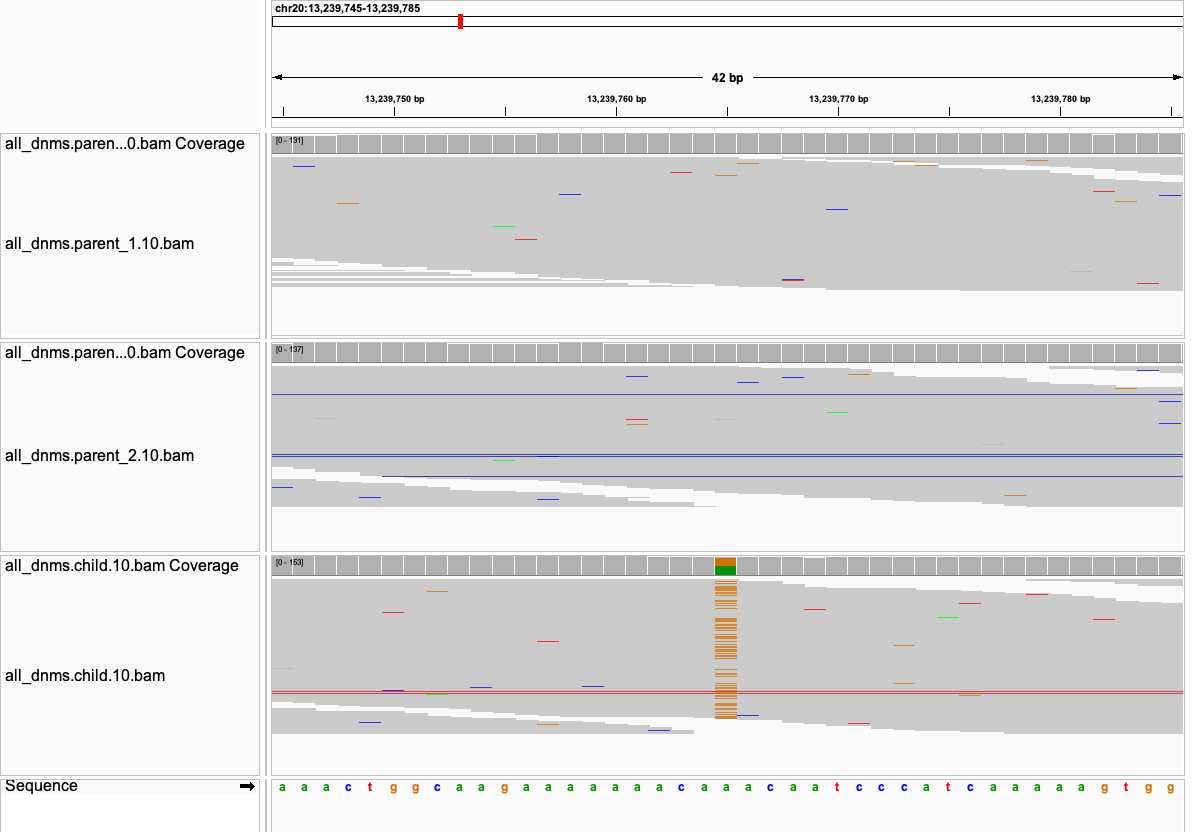 chr20:13,239,745-13,239,785
42 bp
13,239,750 bp 13,239,760 bp 13,239,770 bp 13,239,780 bp
all_dnms.paren...0.bam Coverage
[0 - 131]
all_dnms.parent_1.10.bam
all_dnms.paren...0.bam Coverage
[0 - 137]
all_dnms.parent_2.10.bam
all_dnms.child.10.bam Coverage
[0 - 153]
all_dnms.child.10.bam
Sequence
a a a c t g g c a a g a a a a a a a c a a a c a a t c c c a t c a a a a a g t g g